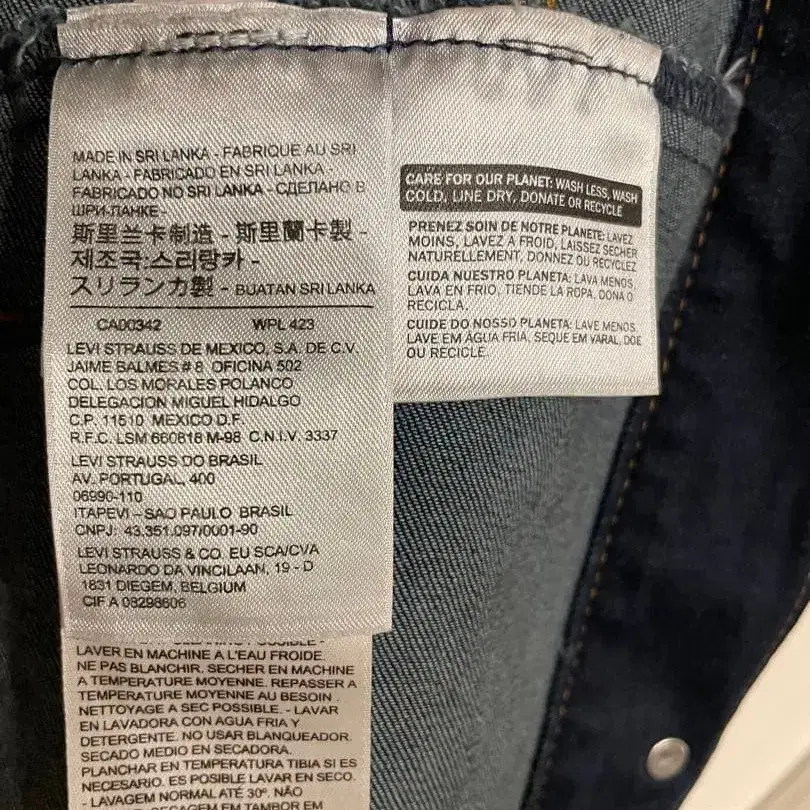 MADE IN SRI LANKA - FABRIQUE AU SRI
LANKA - FABRICADO EN SRI LANKA -
FABRICADO NO SRI LANKA - СДЕЛАНО В
ШРИ-ЛАНКЕ -
斯里兰卡制造 - 斯里蘭卡製 -
제조국:스리랑카 -
スリランカ製 - BUATAN SRI LANKA
CA00342 WPL 423
LEVI STRAUSS DE MEXICO, S.A. DE C.V.
JAIME BALMES # 8 OFICINA 502
COL. LOS MORALES POLANCO
DELEGACION MIGUEL HIDALGO
C.P. 11510 MEXICO D.F.
R.F.C. LSM 660818 M-98 C.N.I.V. 3337
LEVI STRAUSS DO BRASIL
AV. PORTUGAL, 400
06990-110
ITAPEVI – SAO PAULO BRASIL
CNPJ: 43.351.097/0001-90
LEVI STRAUSS & CO. EU SCA/CVA
LEONARDO DA VINCILAAN, 19 - D
1831 DIEGEM, BELGIUM
CIF A 08298606
LAVER EN MACHINE A L'EAU FROIDE.
NE PAS BLANCHIR. SECHER EN MACHINE
A TEMPERATURE MOYENNE. REPASSER A
TEMPERATURE MOYENNE AU BESOIN.
NETTOYAGE A SEC POSSIBLE. - LAVAR
EN LAVADORA CON AGUA FRIA Y
DETERGENTE. NO USAR BLANQUEADOR.
SECADO MEDIO EN SECADORA.
PLANCHAR EN TEMPERATURA TIBIA SI ES
NECESARIO. ES POSIBLE LAVAR EN SECO.
- LAVAGEM NORMAL ATÉ 30º. NÃO
SECAGEM EM TAMBOR EM
CARE FOR OUR PLANET: WASH LESS, WASH
COLD, LINE DRY, DONATE OR RECYCLE
PRENEZ SOIN DE NOTRE PLANETE: LAVEZ
MOINS, LAVEZ A FROID, LAISSEZ SECHER
NATURELLEMENT, DONNEZ OU RECYCLEZ
CUIDA NUESTRO PLANETA: LAVA MENOS,
LAVA EN FRIO, TIENDE LA ROPA, DONA O
RECICLA.
CUIDE DO NOSSO PLANETA: LAVE MENOS,
LAVE EM ÁGUA FRIA, SEQUE EM VARAL, DOE
OU RECICLE.